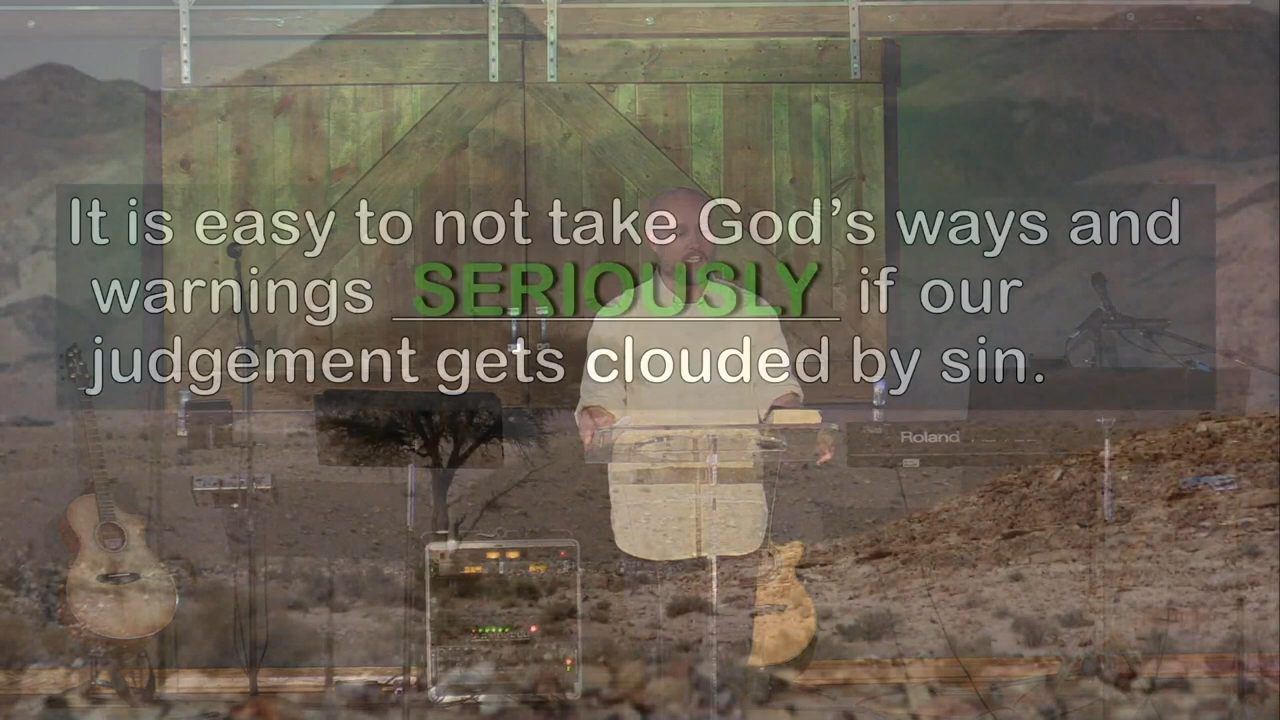 It is easy to not take God’s ways and
warnings SERIOUSLY if our
judgement gets clouded by sin.
Roland